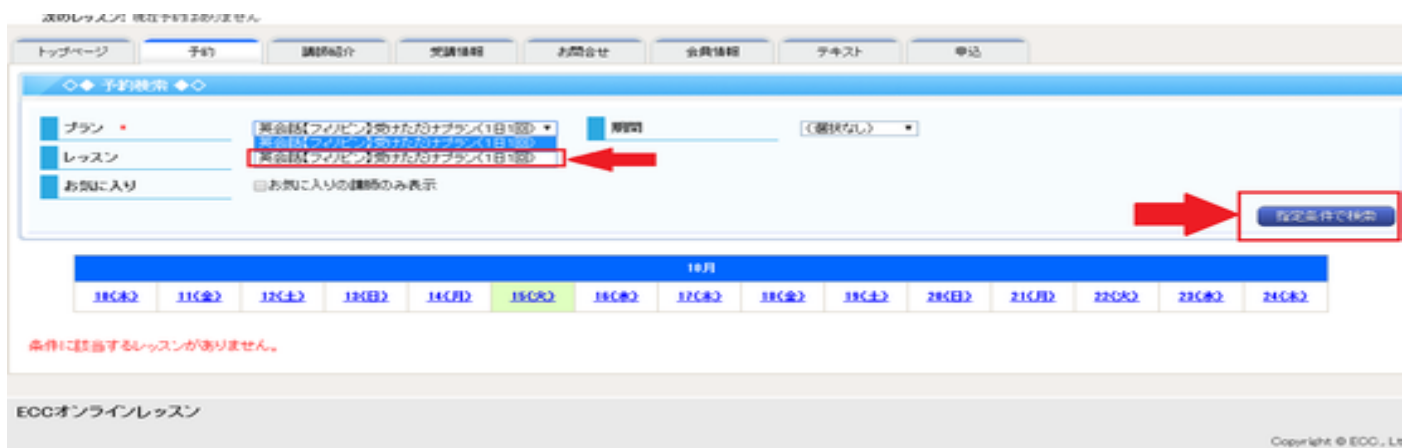 次のレッスン: 現在予約はありません
トップページ 予約 講師紹介 受講情報 お問合せ 会員情報 テキスト 申込
◇◆ 予約検索 ◆◇
プラン * 英会話【フィリピン】受けただけプラン(1日1回) 期間 (選択なし)
英会話【フィリピン】受けただけプラン(1日1回)
レッスン 英会話【フィリピン】受けただけプラン(1日1回)
お気に入り お気に入りの講師のみ表示
指定条件で検索
10月
10(木) 11(金) 12(土) 13(日) 14(月) 15(火) 16(水) 17(木) 18(金) 19(土) 20(日) 21(月) 22(火) 23(水) 24(木)
条件に該当するレッスンがありません。
ECCオンラインレッスン
Copyright © ECC., Lt